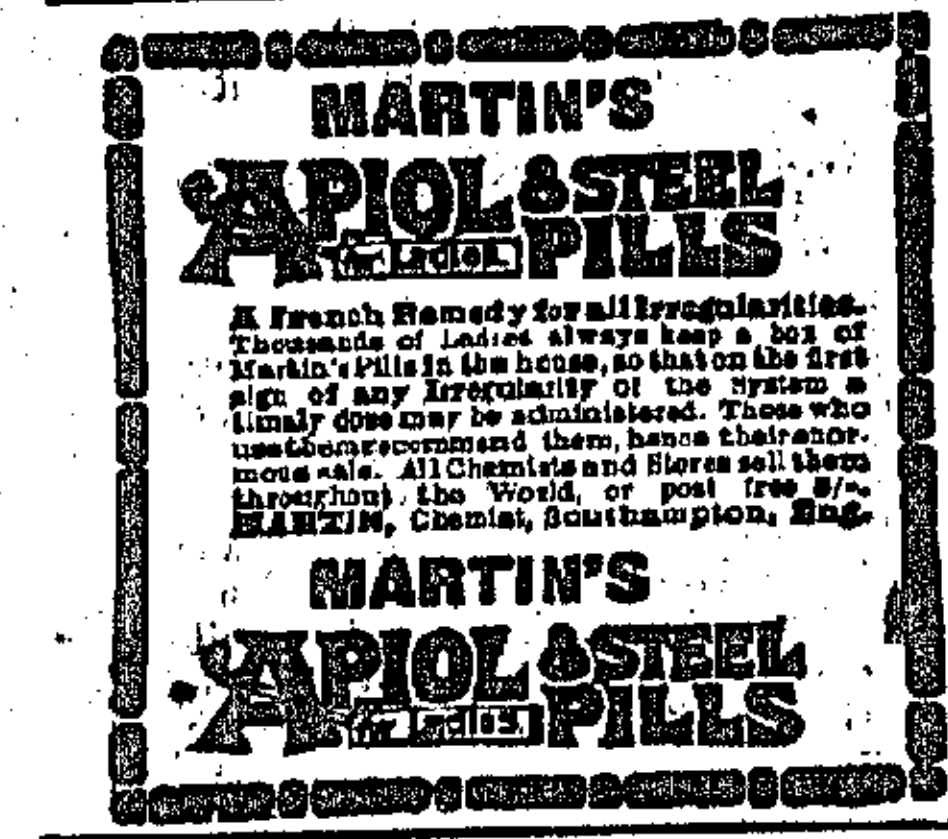 MARTIN'S
APIOL & STEEL
for Ladies. PILLS
A French Remedy for all Irregularities.
Thousands of Ladies always keep a box of
Martin's Pills in the house, so that on the first
sign of any Irregularity of the System a
timely dose may be administered. Those who
use them recommend them, hence their enor-
mous sale. All Chemists and Stores sell them
throughout the World, or post free 5/-.
MARTIN, Chemist, Southampton, Eng.
MARTIN'S
APIOL & STEEL
for Ladies. PILLS